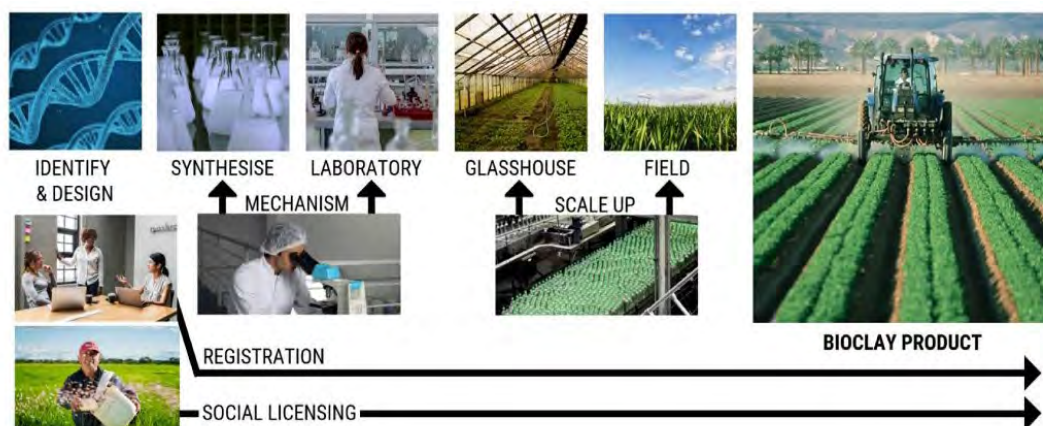 IDENTIFY
& DESIGN
SYNTHESISE
LABORATORY
GLASSHOUSE
FIELD
MECHANISM
SCALE UP
BIOCLAY PRODUCT
REGISTRATION
SOCIAL LICENSING